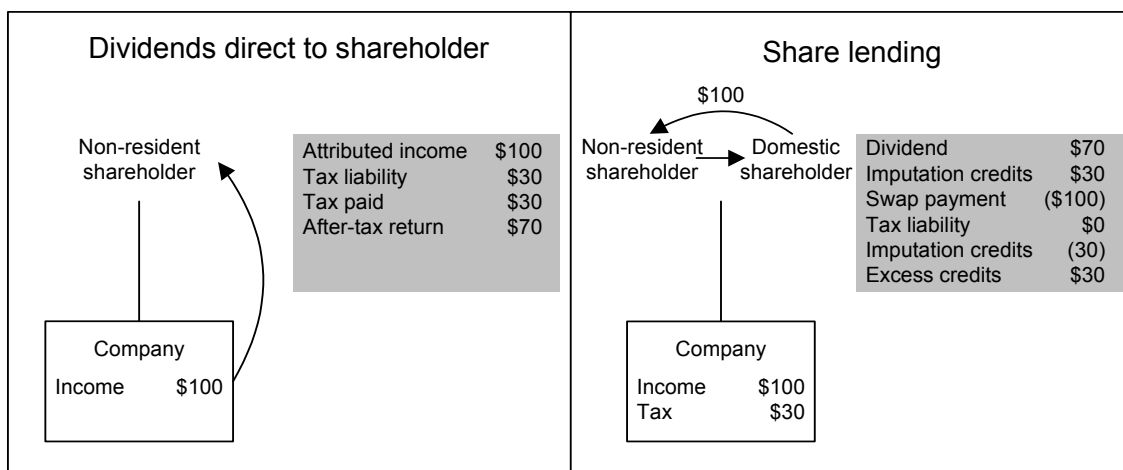 Dividends direct to shareholder
Non-resident
shareholder
Attributed income $100
Tax liability $30
Tax paid $30
After-tax return $70
Company
Income $100
Share lending
$100
Non-resident
shareholder
Domestic
shareholder
Dividend $70
Imputation credits $30
Swap payment ($100)
Tax liability $0
Imputation credits (30)
Excess credits $30
Company
Income $100
Tax $30